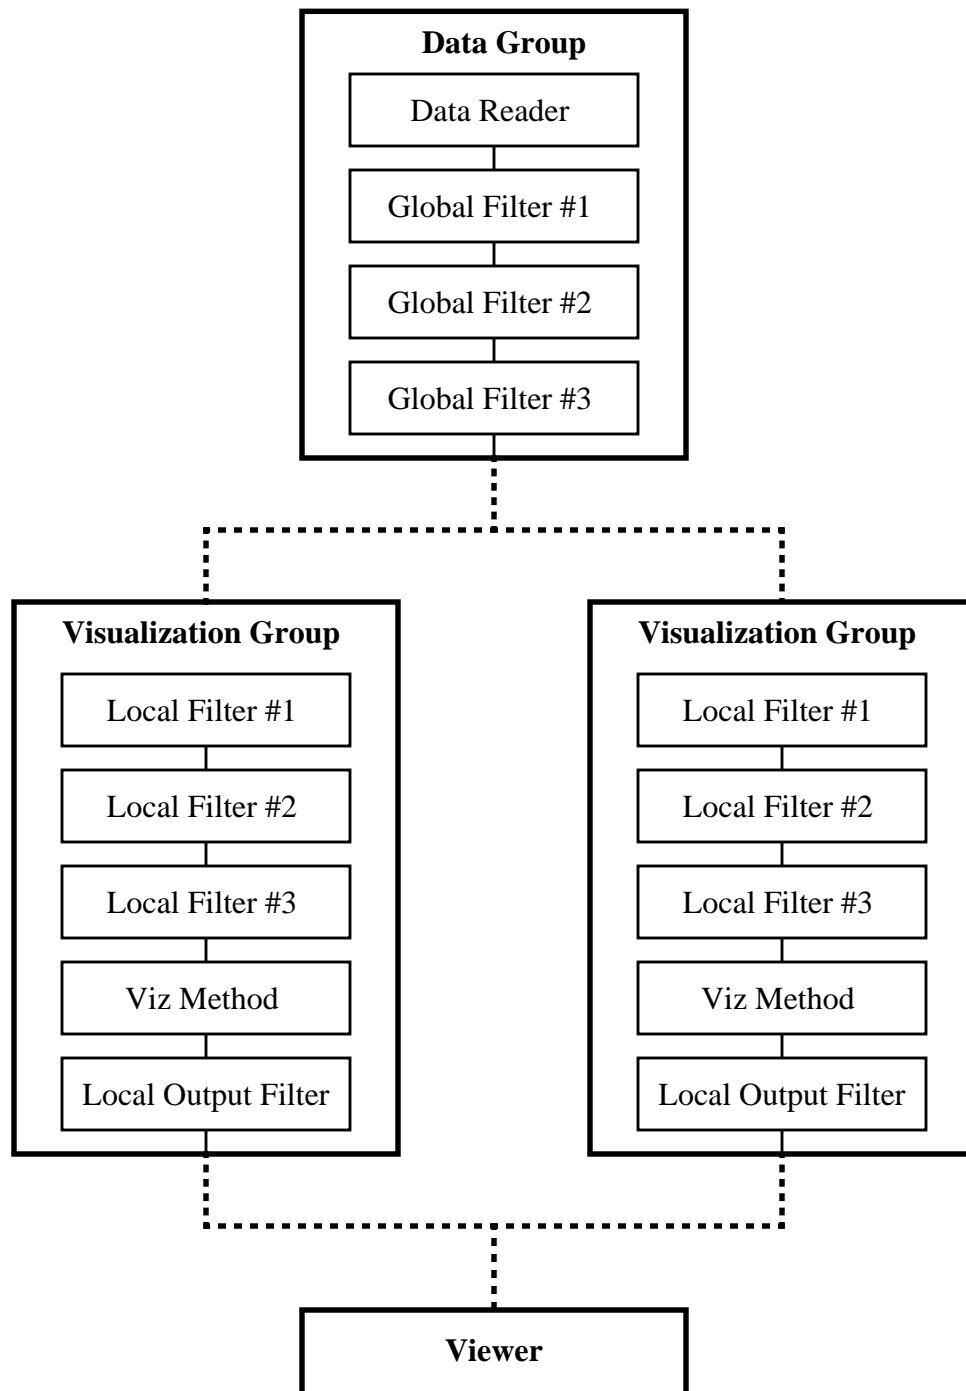 Data Group
Data Reader
Global Filter #1
Global Filter #2
Global Filter #3
Visualization Group
Local Filter #1
Local Filter #2
Local Filter #3
Viz Method
Local Output Filter
Visualization Group
Local Filter #1
Local Filter #2
Local Filter #3
Viz Method
Local Output Filter
Viewer